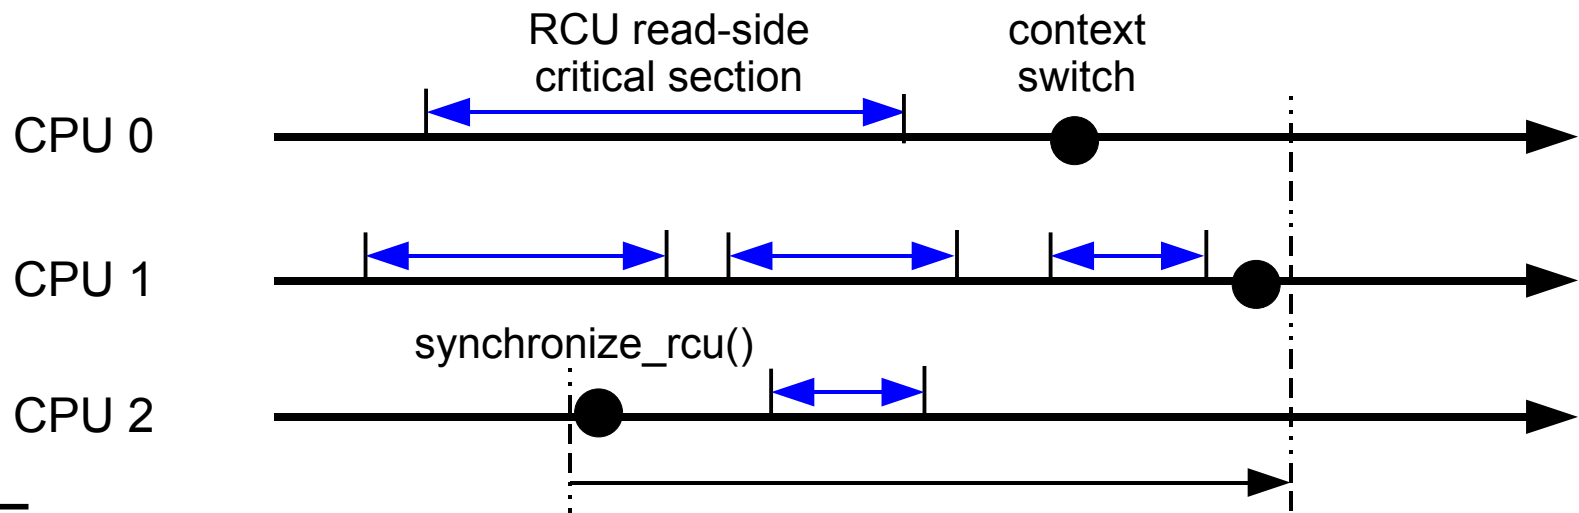 RCU read-side
critical section
context
switch
CPU 0
CPU 1
synchronize_rcu()
CPU 2